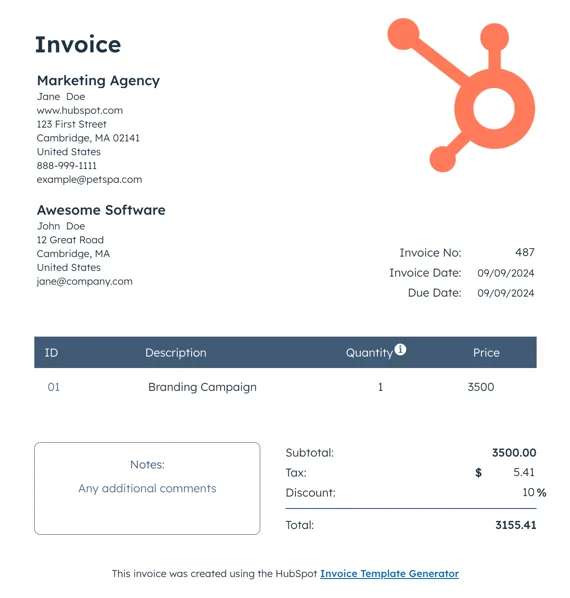 Invoice
Marketing Agency
Jane Doe
www.hubspot.com
123 First Street
Cambridge, MA 02141
United States
888-999-1111
example@petspa.com
Awesome Software
John Doe
12 Great Road
Cambridge, MA
United States
jane@company.com
Invoice No: 487
Invoice Date: 09/09/2024
Due Date: 09/09/2024
ID Description Quantity i Price
01 Branding Campaign 1 3500
Notes:
Any additional comments
Subtotal: 3500.00
Tax: $ 5.41
Discount: 10 %
Total: 3155.41
This invoice was created using the HubSpot Invoice Template Generator